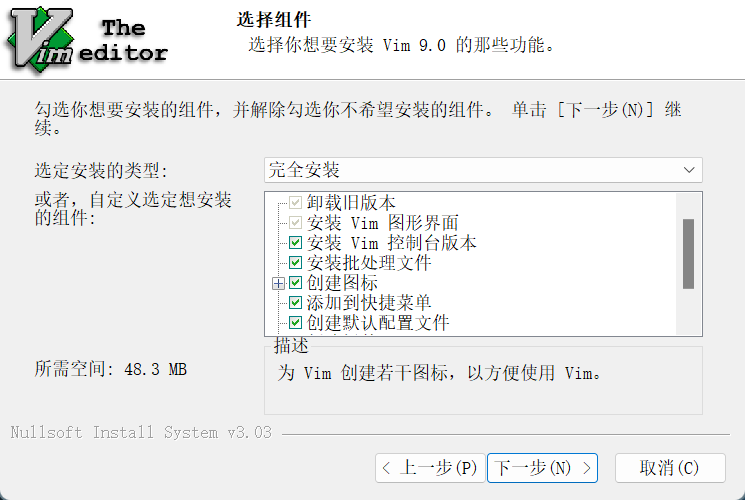 Vim The
editor
选择组件
选择你想要安装 Vim 9.0 的那些功能。
勾选你想要安装的组件，并解除勾选你不希望安装的组件。 单击 [下一步(N)] 继
续。
选定安装的类型:
完全安装
或者，自定义选定想安装
的组件:
卸载旧版本
安装 Vim 图形界面
安装 Vim 控制台版本
安装批处理文件
创建图标
添加到快捷菜单
创建默认配置文件
描述
所需空间: 48.3 MB
为 Vim 创建若干图标，以方便使用 Vim。
Nullsoft Install System v3.03
< 上一步(P)
下一步(N) >
取消(C)